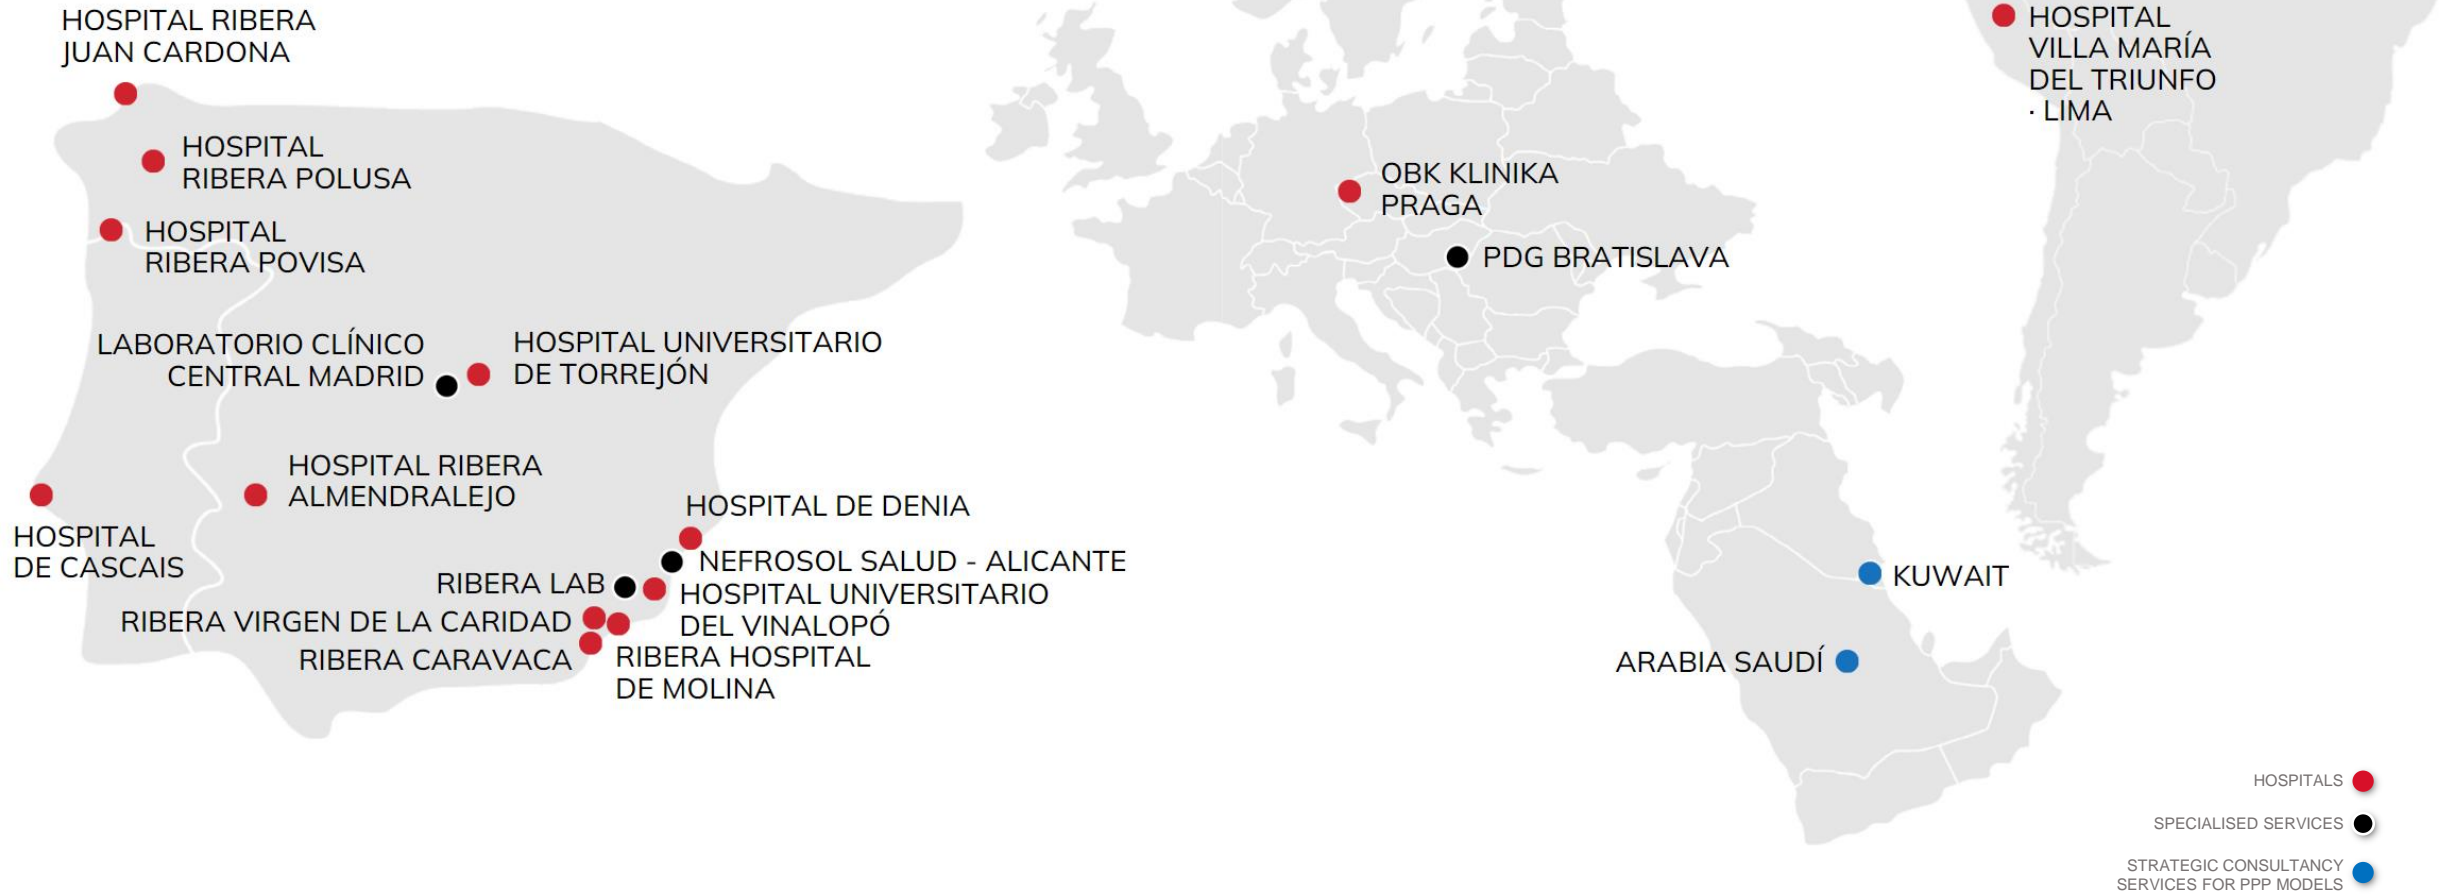 HOSPITAL RIBERA
JUAN CARDONA
HOSPITAL
RIBERA POLUSA
HOSPITAL
RIBERA POVISA
LABORATORIO CLÍNICO
CENTRAL MADRID
HOSPITAL UNIVERSITARIO
DE TORREJÓN
HOSPITAL RIBERA
ALMENDRALEJO
HOSPITAL
DE CASCAIS
HOSPITAL DE DENIA
NEFROSOL SALUD - ALICANTE
RIBERA LAB
HOSPITAL UNIVERSITARIO
DEL VINALOPÓ
RIBERA VIRGEN DE LA CARIDAD
RIBERA CARAVACA
RIBERA HOSPITAL
DE MOLINA
OBK KLINIKA
PRAGA
PDG BRATISLAVA
HOSPITAL
VILLA MARÍA
DEL TRIUNFO
· LIMA
KUWAIT
ARABIA SAUDÍ
HOSPITALS
SPECIALISED SERVICES
STRATEGIC CONSULTANCY
SERVICES FOR PPP MODELS